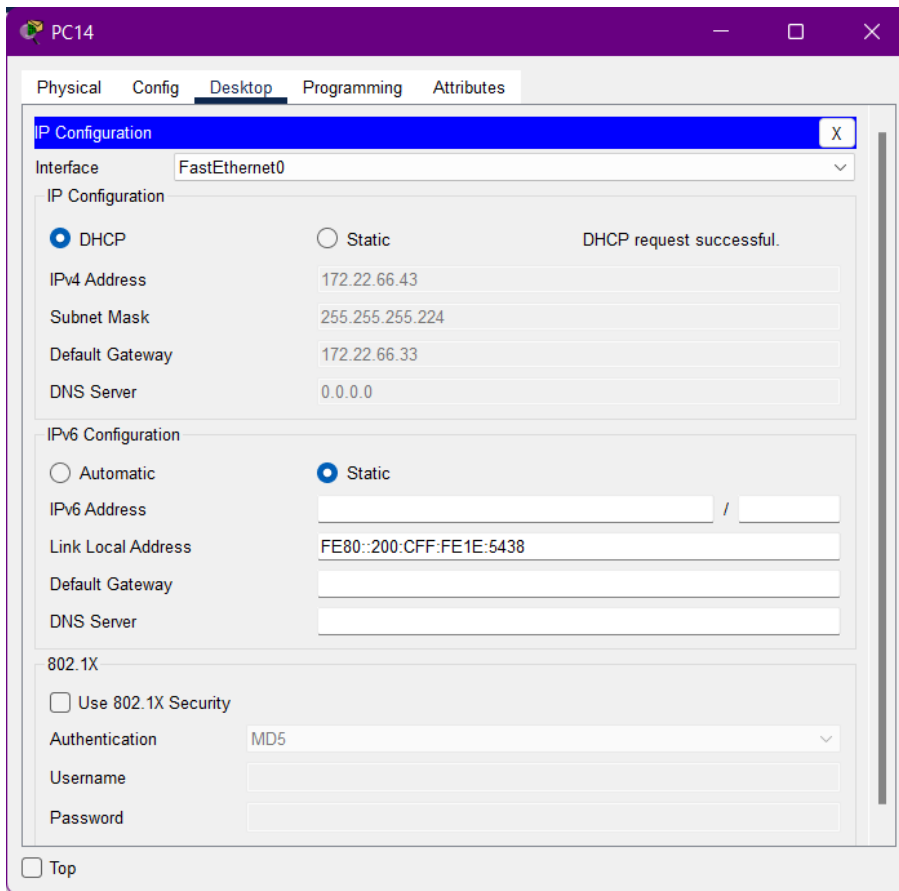 PC14
Physical Config Desktop Programming Attributes
IP Configuration X
Interface FastEthernet0
IP Configuration
DHCP Static DHCP request successful.
IPv4 Address 172.22.66.43
Subnet Mask 255.255.255.224
Default Gateway 172.22.66.33
DNS Server 0.0.0.0
IPv6 Configuration
Automatic Static
IPv6 Address /
Link Local Address FE80::200:CFF:FE1E:5438
Default Gateway
DNS Server
802.1X
Use 802.1X Security
Authentication MD5
Username
Password
Top